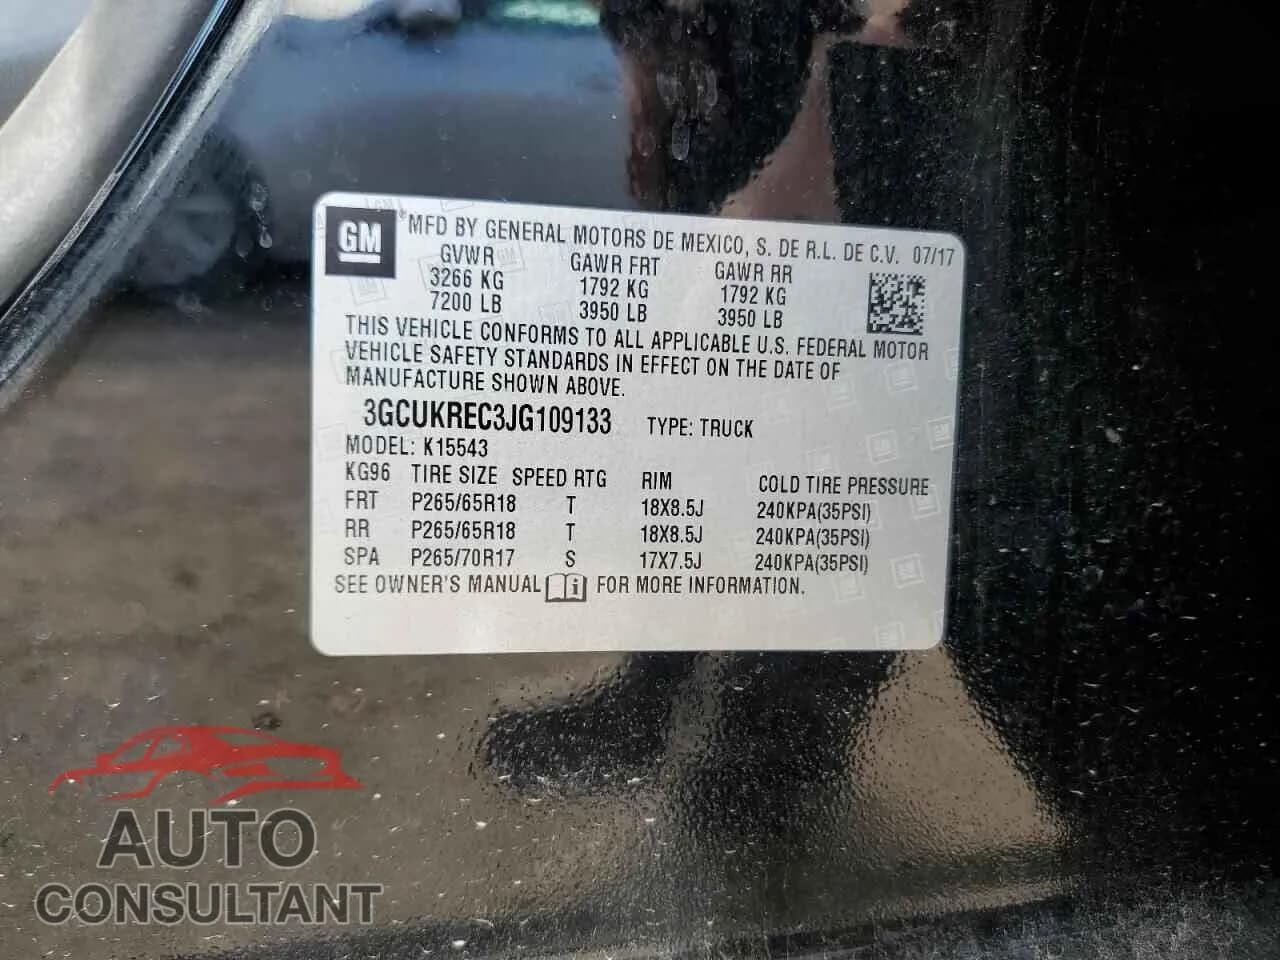 GM
MFD BY GENERAL MOTORS DE MEXICO, S. DE R.L. DE C.V. 07/17
GVWR GAWR FRT GAWR RR
3266 KG 1792 KG 1792 KG
7200 LB 3950 LB 3950 LB
THIS VEHICLE CONFORMS TO ALL APPLICABLE U.S. FEDERAL MOTOR
VEHICLE SAFETY STANDARDS IN EFFECT ON THE DATE OF
MANUFACTURE SHOWN ABOVE.
3GCUKREC3JG109133 TYPE: TRUCK
MODEL: K15543
KG96 TIRE SIZE SPEED RTG RIM COLD TIRE PRESSURE
FRT P265/65R18 T 18X8.5J 240KPA(35PSI)
RR P265/65R18 T 18X8.5J 240KPA(35PSI)
SPA P265/70R17 S 17X7.5J 240KPA(35PSI)
SEE OWNER'S MANUAL i FOR MORE INFORMATION.
AUTO
CONSULTANT